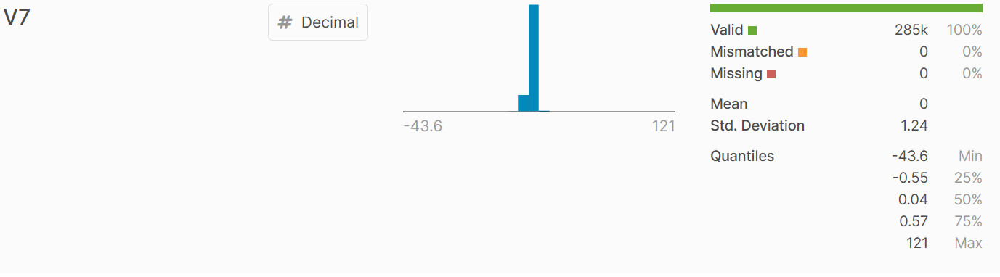 V7
# Decimal
-43.6 121
Valid 285k 100%
Mismatched 0 0%
Missing 0 0%
Mean 0
Std. Deviation 1.24
Quantiles -43.6 Min
-0.55 25%
0.04 50%
0.57 75%
121 Max